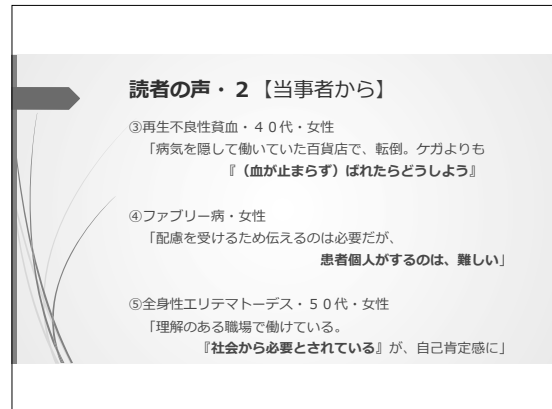 読者の声・２【当事者から】
③再生不良性貧血・４０代・女性
「病気を隠して働いていた百貨店で、転倒。ケガよりも
『（血が止まらず）ばれたらどうしよう』
④ファブリー病・女性
「配慮を受けるため伝えるのは必要だが、
患者個人がするのは、難しい」
⑤全身性エリテマトーデス・５０代・女性
「理解のある職場で働けている。
『社会から必要とされている』が、自己肯定感に」